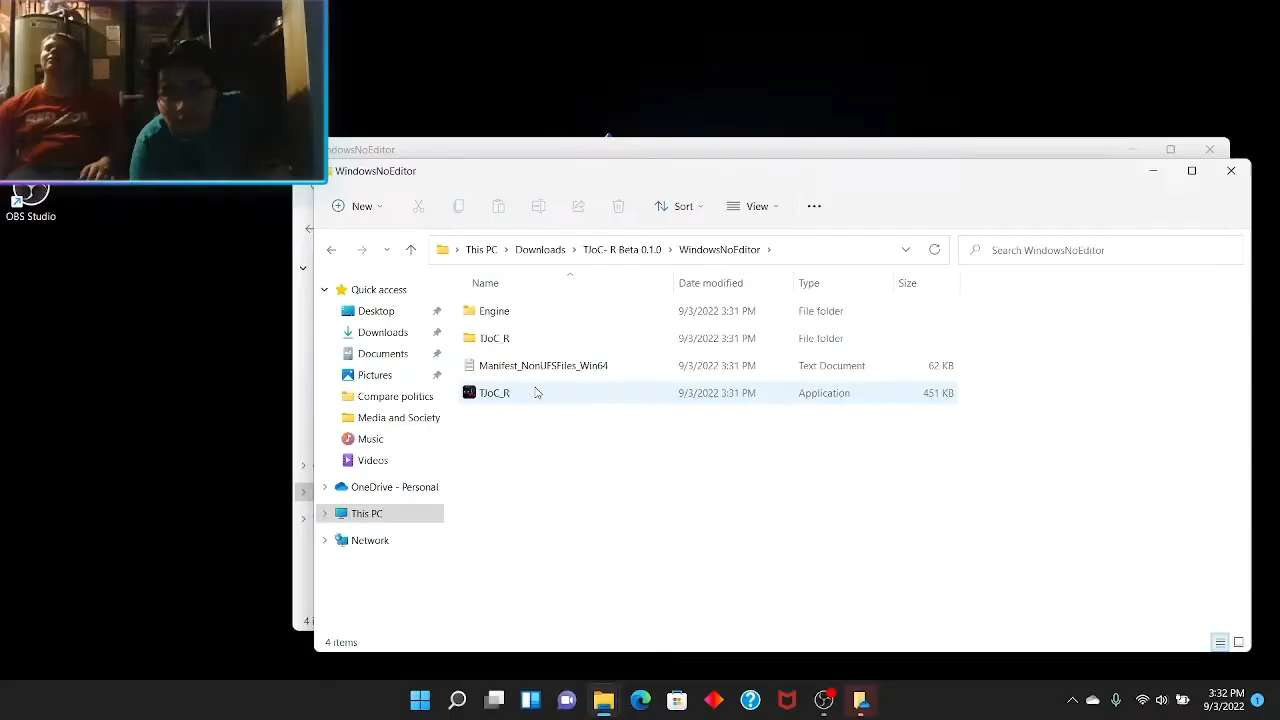 ndowsNoEditor
WindowsNoEditor
OBS Studio
New
Sort
View
This PC
Downloads
TJoC- R Beta 0.1.0
WindowsNoEditor
Search WindowsNoEditor
Name
Date modified
Type
Size
Quick access
Desktop
Downloads
Documents
Pictures
Compare politics
Media and Society
Music
Videos
OneDrive - Personal
This PC
Network
Engine 9/3/2022 3:31 PM File folder
TJoC_R 9/3/2022 3:31 PM File folder
Manifest_NonUFSFiles_Win64 9/3/2022 3:31 PM Text Document 62 KB
TJoC_R 9/3/2022 3:31 PM Application 451 KB
4 i
4 items
3:32 PM
9/3/2022
1